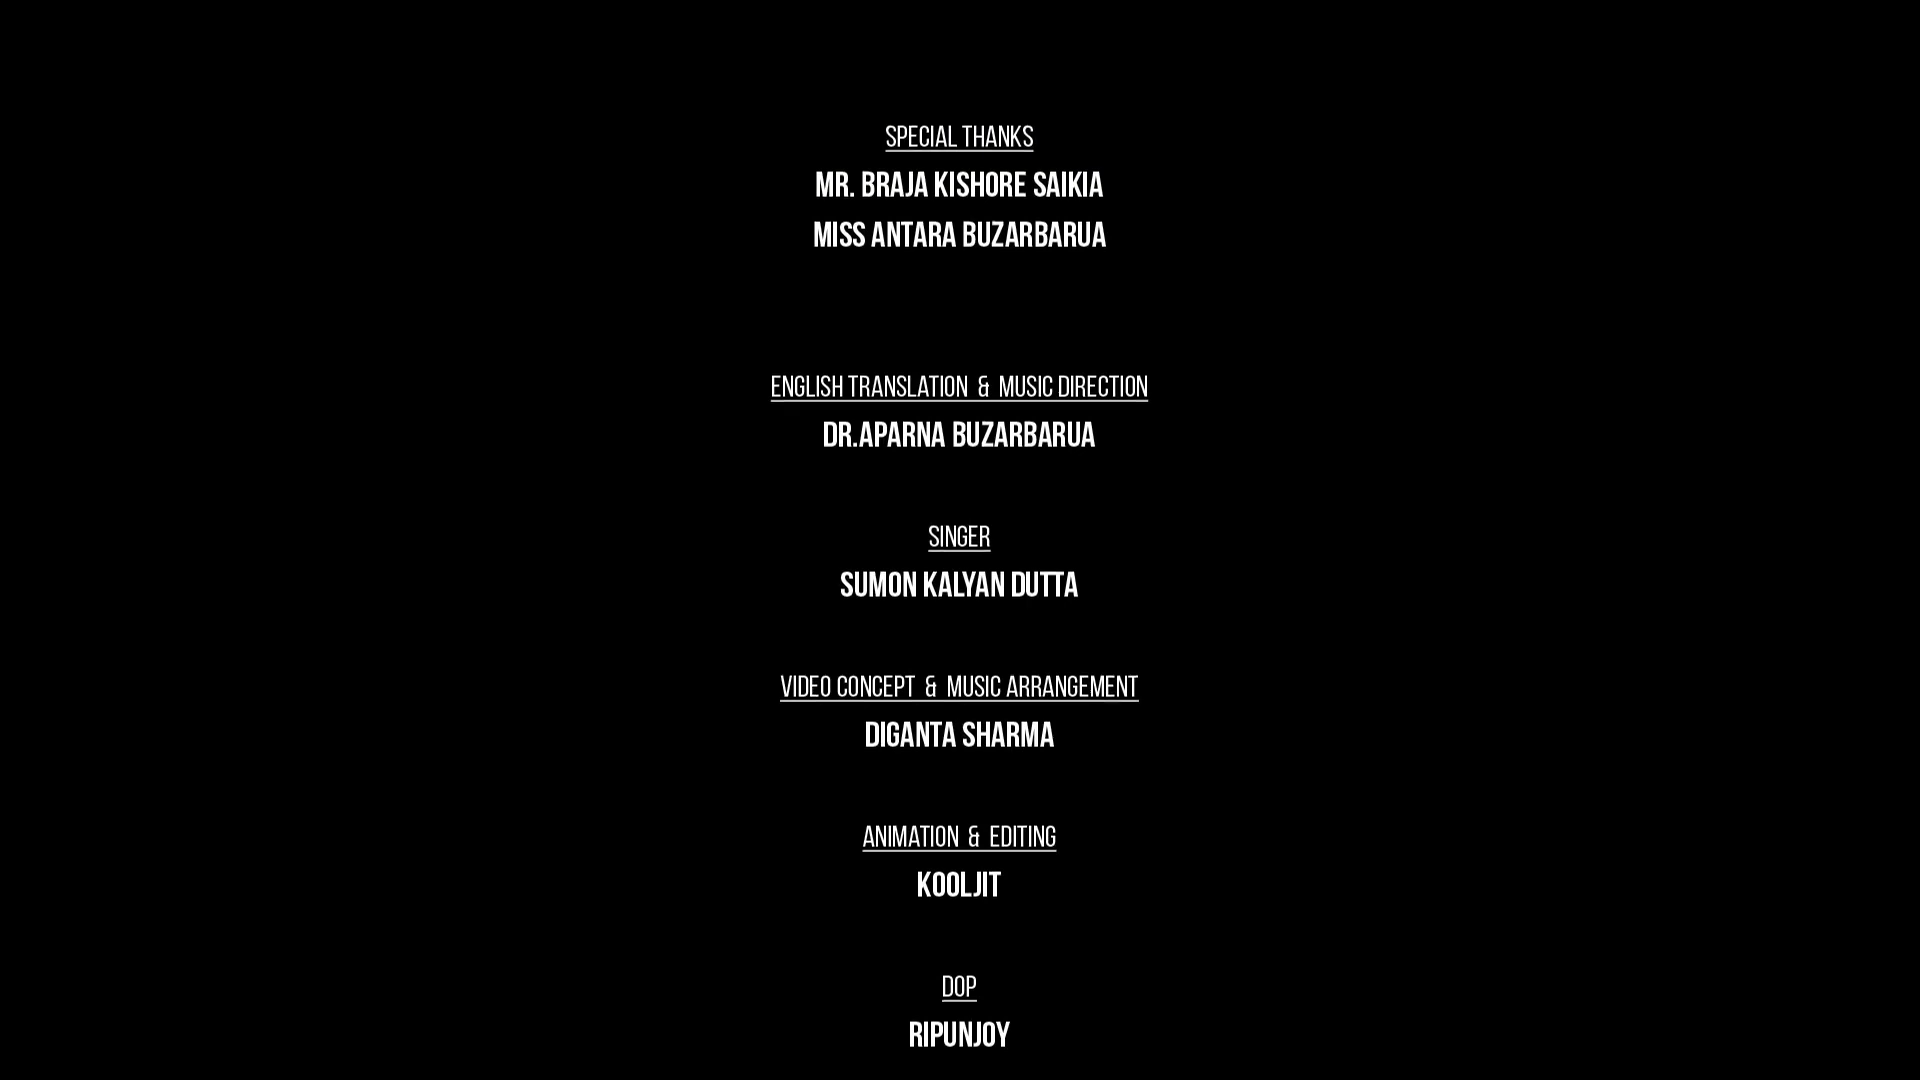 SPECIAL THANKS
MR. BRAJA KISHORE SAIKIA
MISS ANTARA BUZARBARUA
ENGLISH TRANSLATION & MUSIC DIRECTION
DR.APARNA BUZARBARUA
SINGER
SUMON KALYAN DUTTA
VIDEO CONCEPT & MUSIC ARRANGEMENT
DIGANTA SHARMA
ANIMATION & EDITING
KOOLJIT
DOP
RIPUNJOY